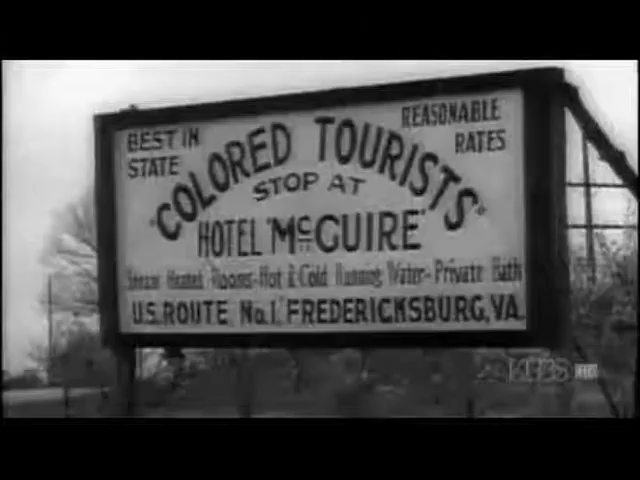 BEST IN
STATE
REASONABLE
RATES
"COLORED TOURISTS"
STOP AT
HOTEL "McGUIRE"
Steam Heated Rooms-Hot & Cold Running Water-Private Bath
U.S. ROUTE No.1, FREDERICKSBURG, VA.